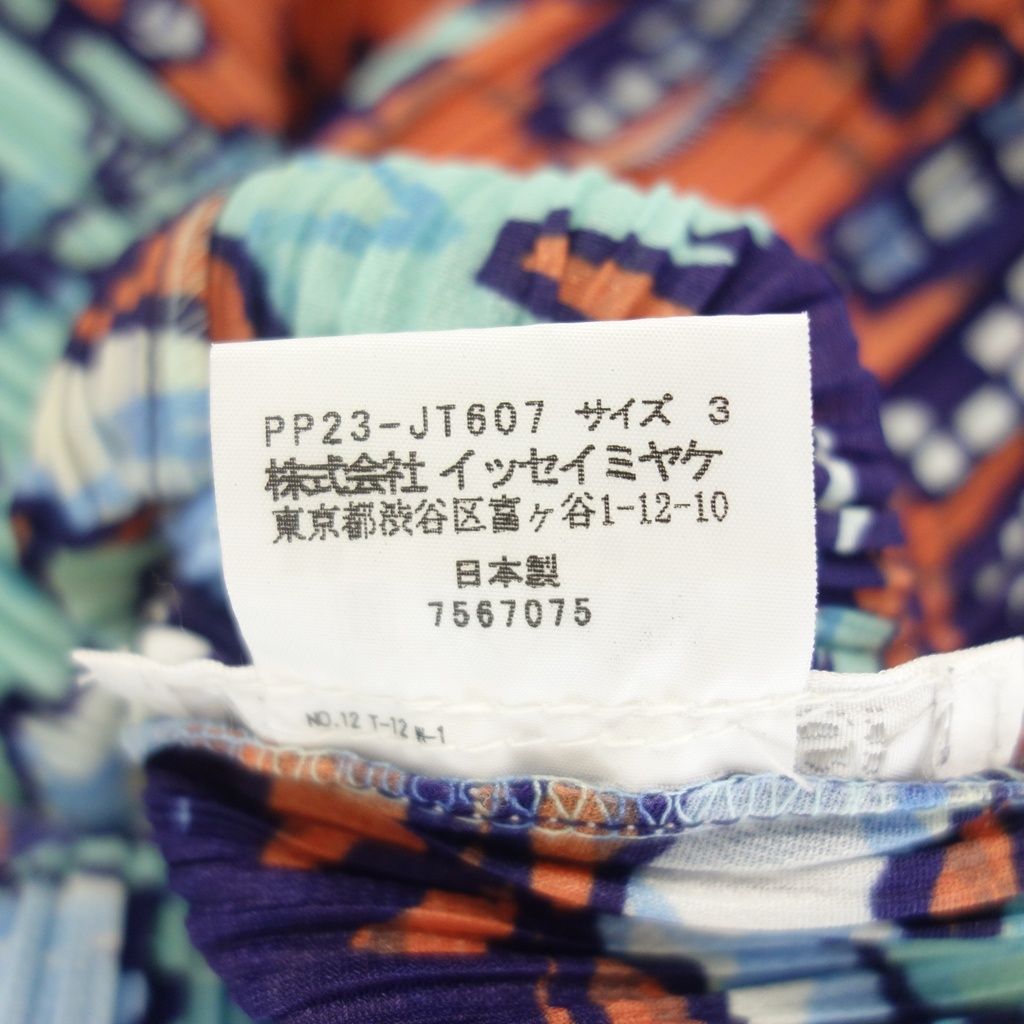 PP23-JT607 サイズ 3
株式会社 イッセイミヤケ
東京都渋谷区富ヶ谷1-12-10
日本製
7567075
NO.12 T-12 W-1